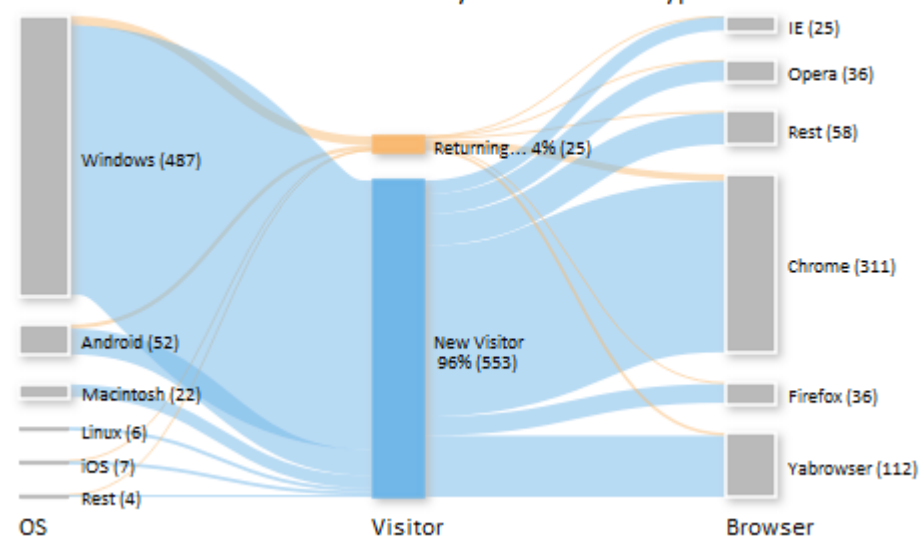 IE (25)
Opera (36)
Rest (58)
Windows (487)
Returning... 4% (25)
Chrome (311)
Android (52)
New Visitor
96% (553)
Macintosh (22)
Firefox (36)
Linux (6)
iOS (7)
Yabrowser (112)
Rest (4)
OS
Visitor
Browser